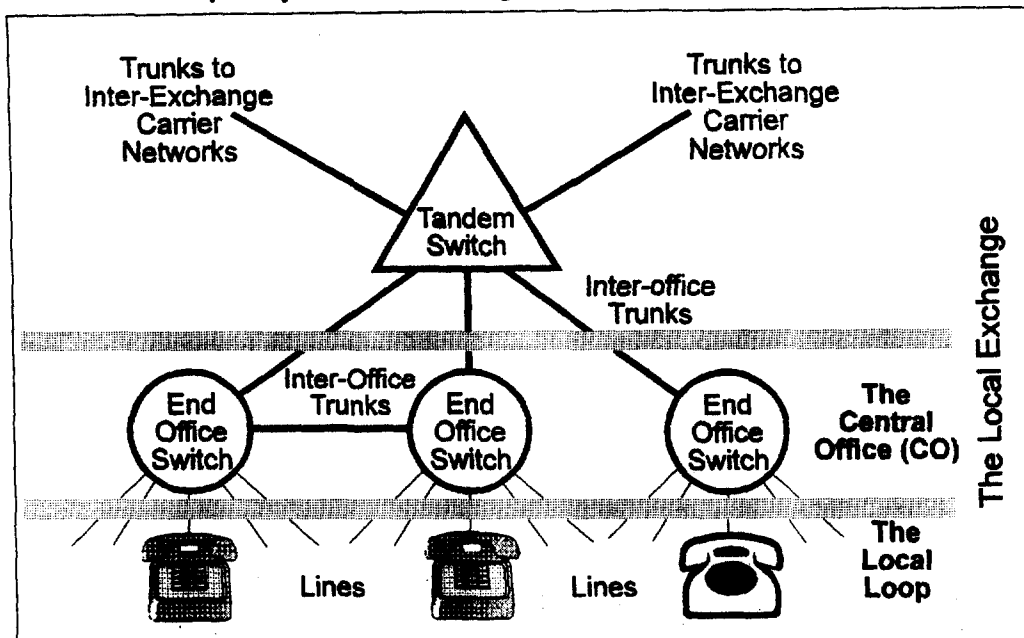 Trunks to
Inter-Exchange
Carrier
Networks
Trunks to
Inter-Exchange
Carrier
Networks
Tandem
Switch
Inter-office
Trunks
The Local Exchange
Inter-Office
Trunks
End
Office
Switch
End
Office
Switch
End
Office
Switch
The
Central
Office (CO)
Lines
Lines
The
Local
Loop